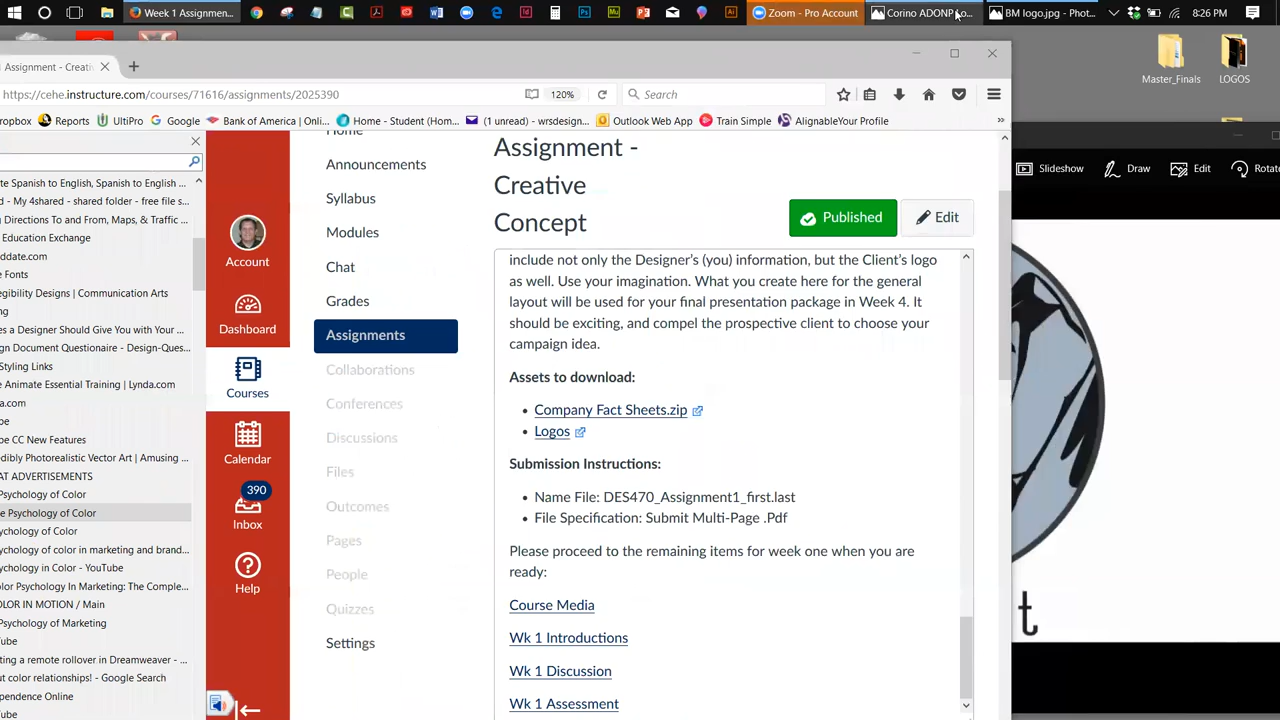 Week 1 Assignmen...
Zoom - Pro Account
Corino ADONP Lo...
BM logo.jpg - Phot...
8:26 PM
Assignment - Creativ
https://cehe.instructure.com/courses/71616/assignments/2025390
120%
Search
ropbox
Reports
UltiPro
Google
Bank of America | Onli...
Home - Student (Hom...
(1 unread) - wrsdesign...
Outlook Web App
Train Simple
AlignableYour Profile
Master_Finals
LOGOS
Slideshow
Draw
Edit
Rotate
te Spanish to English, Spanish to English ...
d - My 4shared - shared folder - free file s...
g Directions To and From, Maps, & Traffic ...
Education Exchange
ddate.com
e Fonts
egibility Designs | Communication Arts
ing
es a Designer Should Give You with Your ...
gn Document Questionaire - Design-Ques...
Styling Links
e Animate Essential Training | Lynda.com
a.com
be
be CC New Features
edibly Photorealistic Vector Art | Amusing ...
AT ADVERTISEMENTS
Psychology of Color
e Psychology of Color
ychology of Color
ychology of color in marketing and brand...
ychology in Color - YouTube
olor Psychology In Marketing: The Comple...
OLOR IN MOTION / Main
Psychology of Marketing
Tube
ting a remote rollover in Dreamweaver - ...
ut color relationships! - Google Search
ependence Online
Account
Dashboard
Courses
Calendar
390
Inbox
Help
Home
Announcements
Syllabus
Modules
Chat
Grades
Assignments
Collaborations
Conferences
Discussions
Files
Outcomes
Pages
People
Quizzes
Settings
Assignment -
Creative
Concept
Published
Edit
include not only the Designer's (you) information, but the Client's logo
as well. Use your imagination. What you create here for the general
layout will be used for your final presentation package in Week 4. It
should be exciting, and compel the prospective client to choose your
campaign idea.
Assets to download:
Company Fact Sheets.zip
Logos
Submission Instructions:
Name File: DES470_Assignment1_first.last
File Specification: Submit Multi-Page .Pdf
Please proceed to the remaining items for week one when you are
ready:
Course Media
Wk 1 Introductions
Wk 1 Discussion
Wk 1 Assessment
t